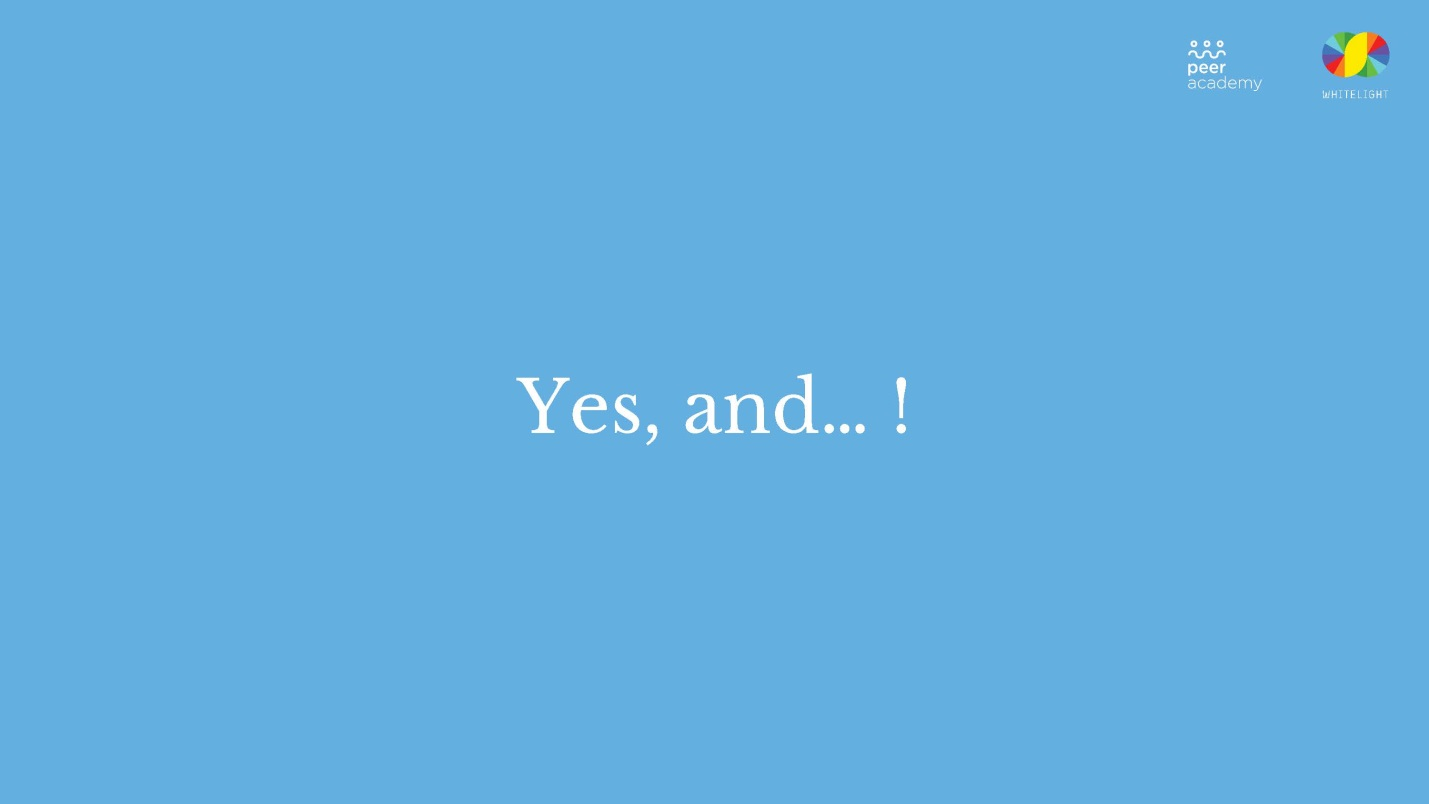 peer
academy
WHITELIGHT
Yes, and... !